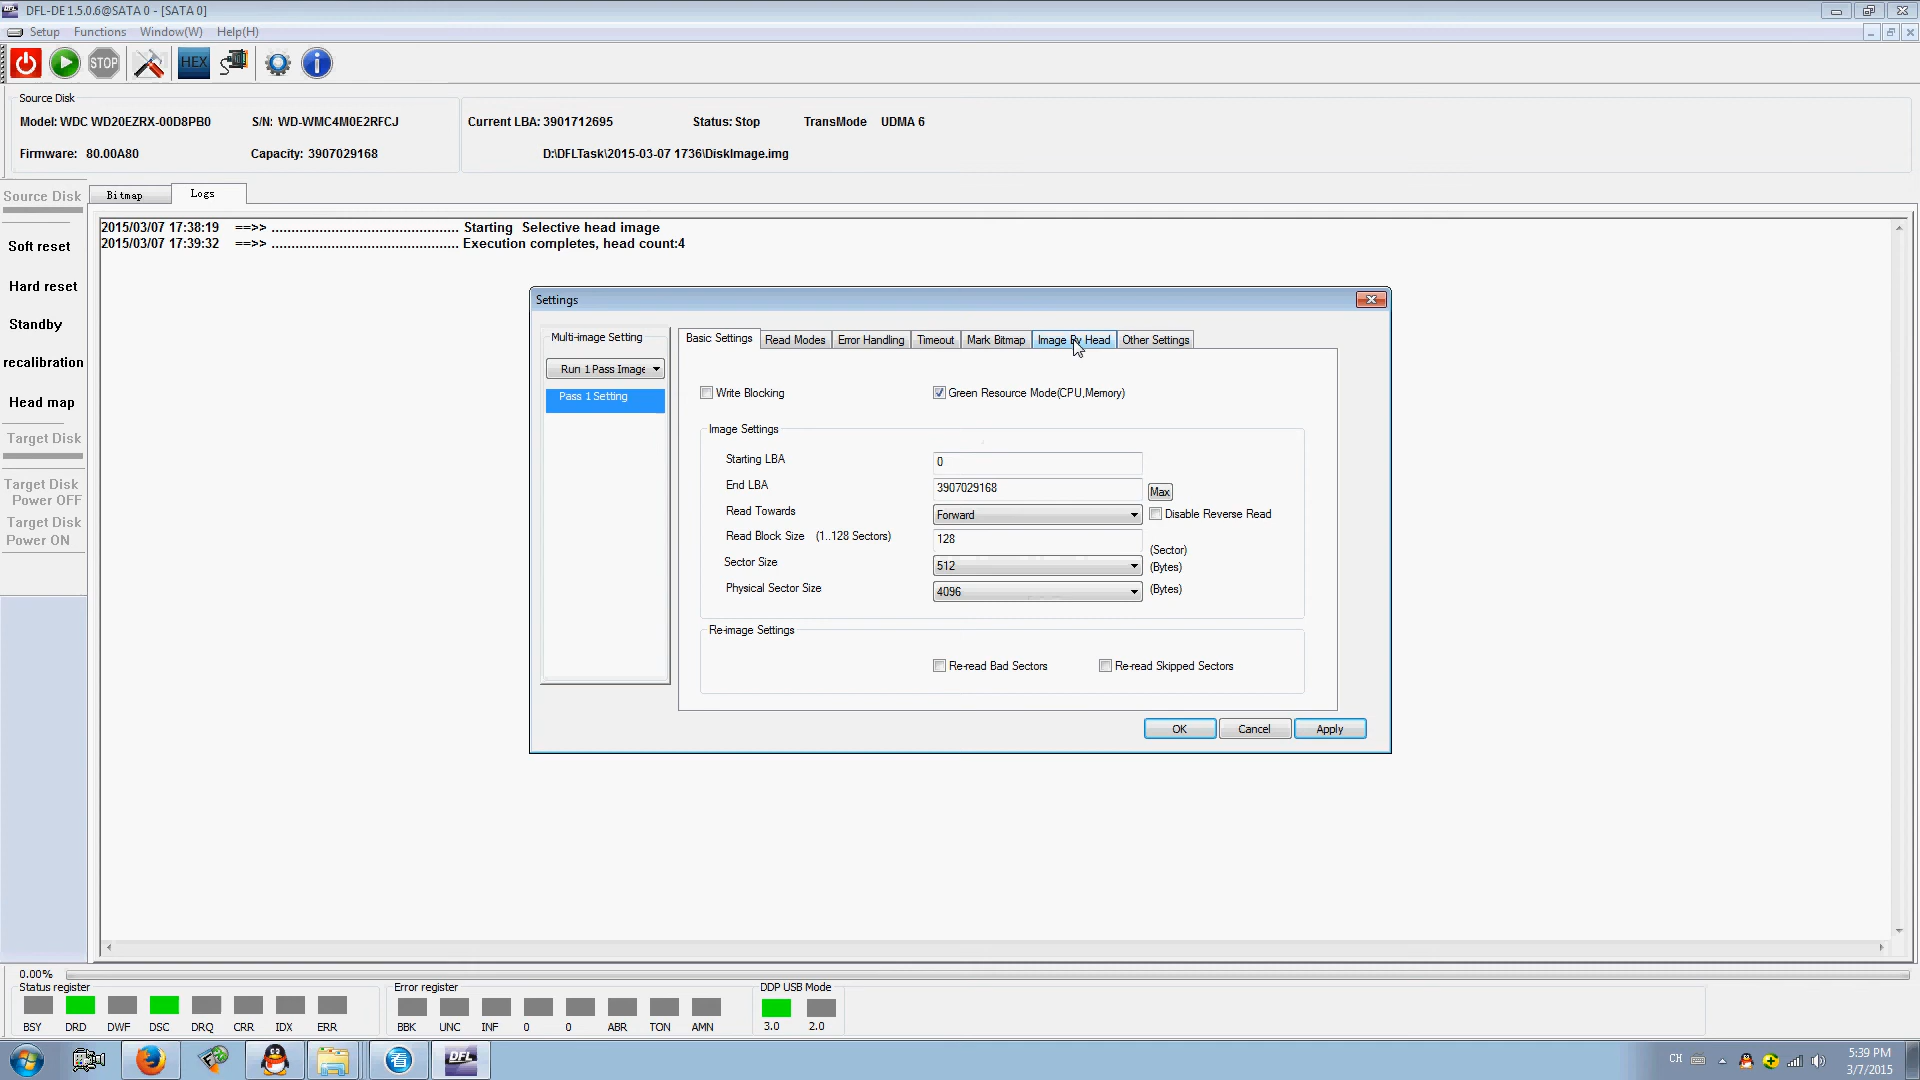 DFL-DE 1.5.0.6@SATA 0 - [SATA 0]
Setup Functions Window(W) Help(H)
STOP HEX
Source Disk
Model: WDC WD20EZRX-00D8PB0 S/N: WD-WMC4M0E2RFCJ Current LBA: 3901712695 Status: Stop TransMode UDMA 6
Firmware: 80.00A80 Capacity: 3907029168 D:\DFLTask\2015-03-07 1736\DiskImage.img
Source Disk
Bitmap Logs
2015/03/07 17:38:19 ==>> .............................................. Starting Selective head image
2015/03/07 17:39:32 ==>> .............................................. Execution completes, head count:4
Soft reset
Hard reset
Standby
recalibration
Head map
Target Disk
Target Disk
Power OFF
Target Disk
Power ON
Settings
Multi-image Setting
Run 1 Pass Image
Pass 1 Setting
Basic Settings Read Modes Error Handling Timeout Mark Bitmap Image By Head Other Settings
Write Blocking Green Resource Mode(CPU,Memory)
Image Settings
Starting LBA 0
End LBA 3907029168 Max
Read Towards Forward Disable Reverse Read
Read Block Size (1..128 Sectors) 128 (Sector)
Sector Size 512 (Bytes)
Physical Sector Size 4096 (Bytes)
Re-image Settings
Re-read Bad Sectors Re-read Skipped Sectors
OK Cancel Apply
0.00%
Status register Error register DDP USB Mode
BSY DRD DWF DSC DRQ CRR IDX ERR BBK UNC INF 0 0 ABR TON AMN 3.0 2.0
看 DFL CH 5:39 PM
3/7/2015